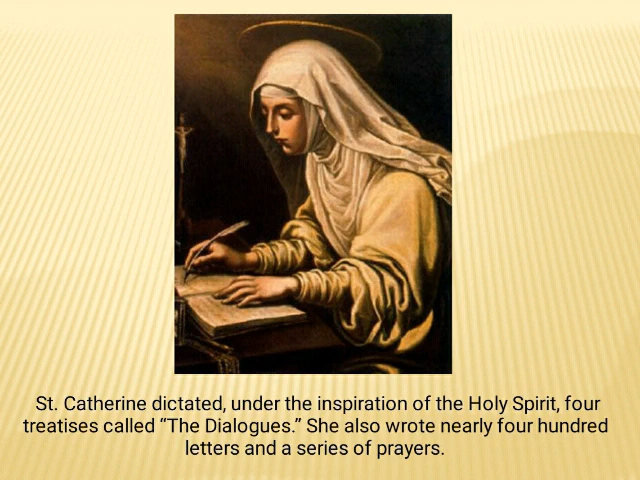 St. Catherine dictated, under the inspiration of the Holy Spirit, four
treatises called “The Dialogues.” She also wrote nearly four hundred
letters and a series of prayers.